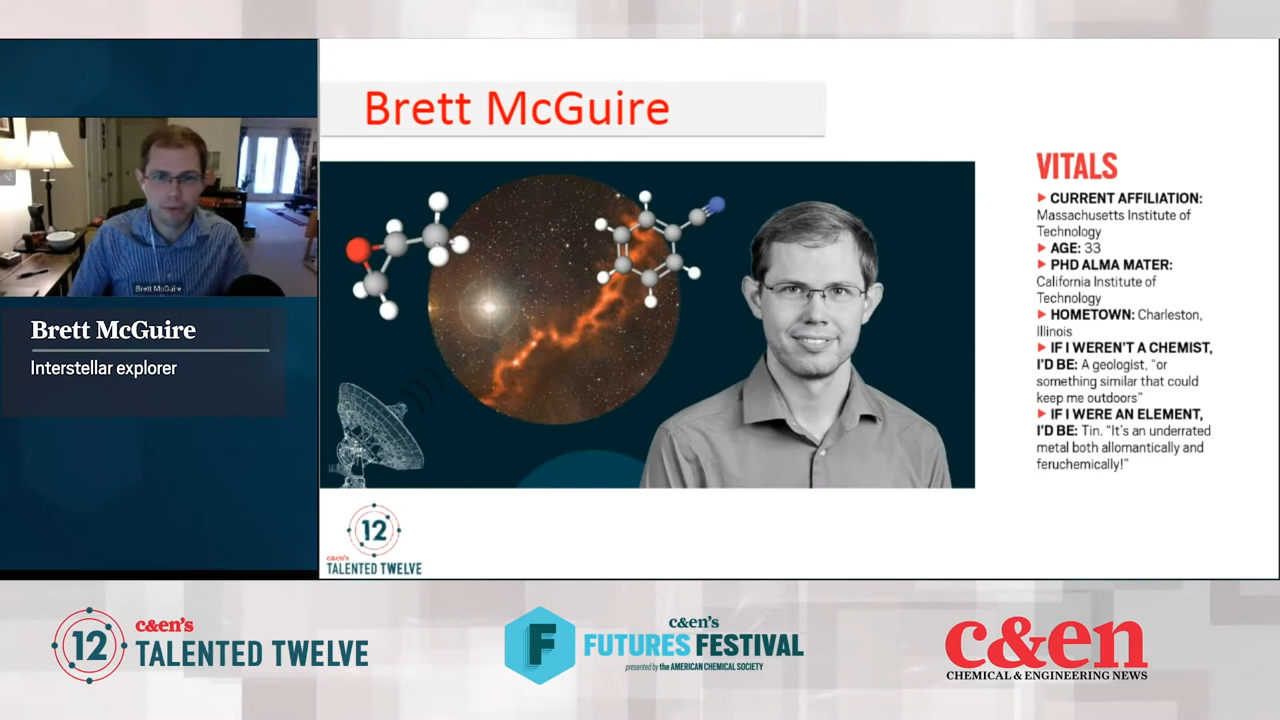 Brett McGuire
Brett McGuire
Interstellar explorer
Brett McGuire
VITALS
▶ CURRENT AFFILIATION:
Massachusetts Institute of
Technology
▶ AGE: 33
▶ PHD ALMA MATER:
California Institute of
Technology
▶ HOMETOWN: Charleston,
Illinois
▶ IF I WEREN'T A CHEMIST,
I'D BE: A geologist, "or
something similar that could
keep me outdoors"
▶ IF I WERE AN ELEMENT,
I'D BE: Tin. "It's an underrated
metal both allomantically and
feruchemically!"
12
c&en's
TALENTED TWELVE
12
c&en's
TALENTED TWELVE
F
c&en's
FUTURES FESTIVAL
presented by the AMERICAN CHEMICAL SOCIETY
c&en
CHEMICAL & ENGINEERING NEWS